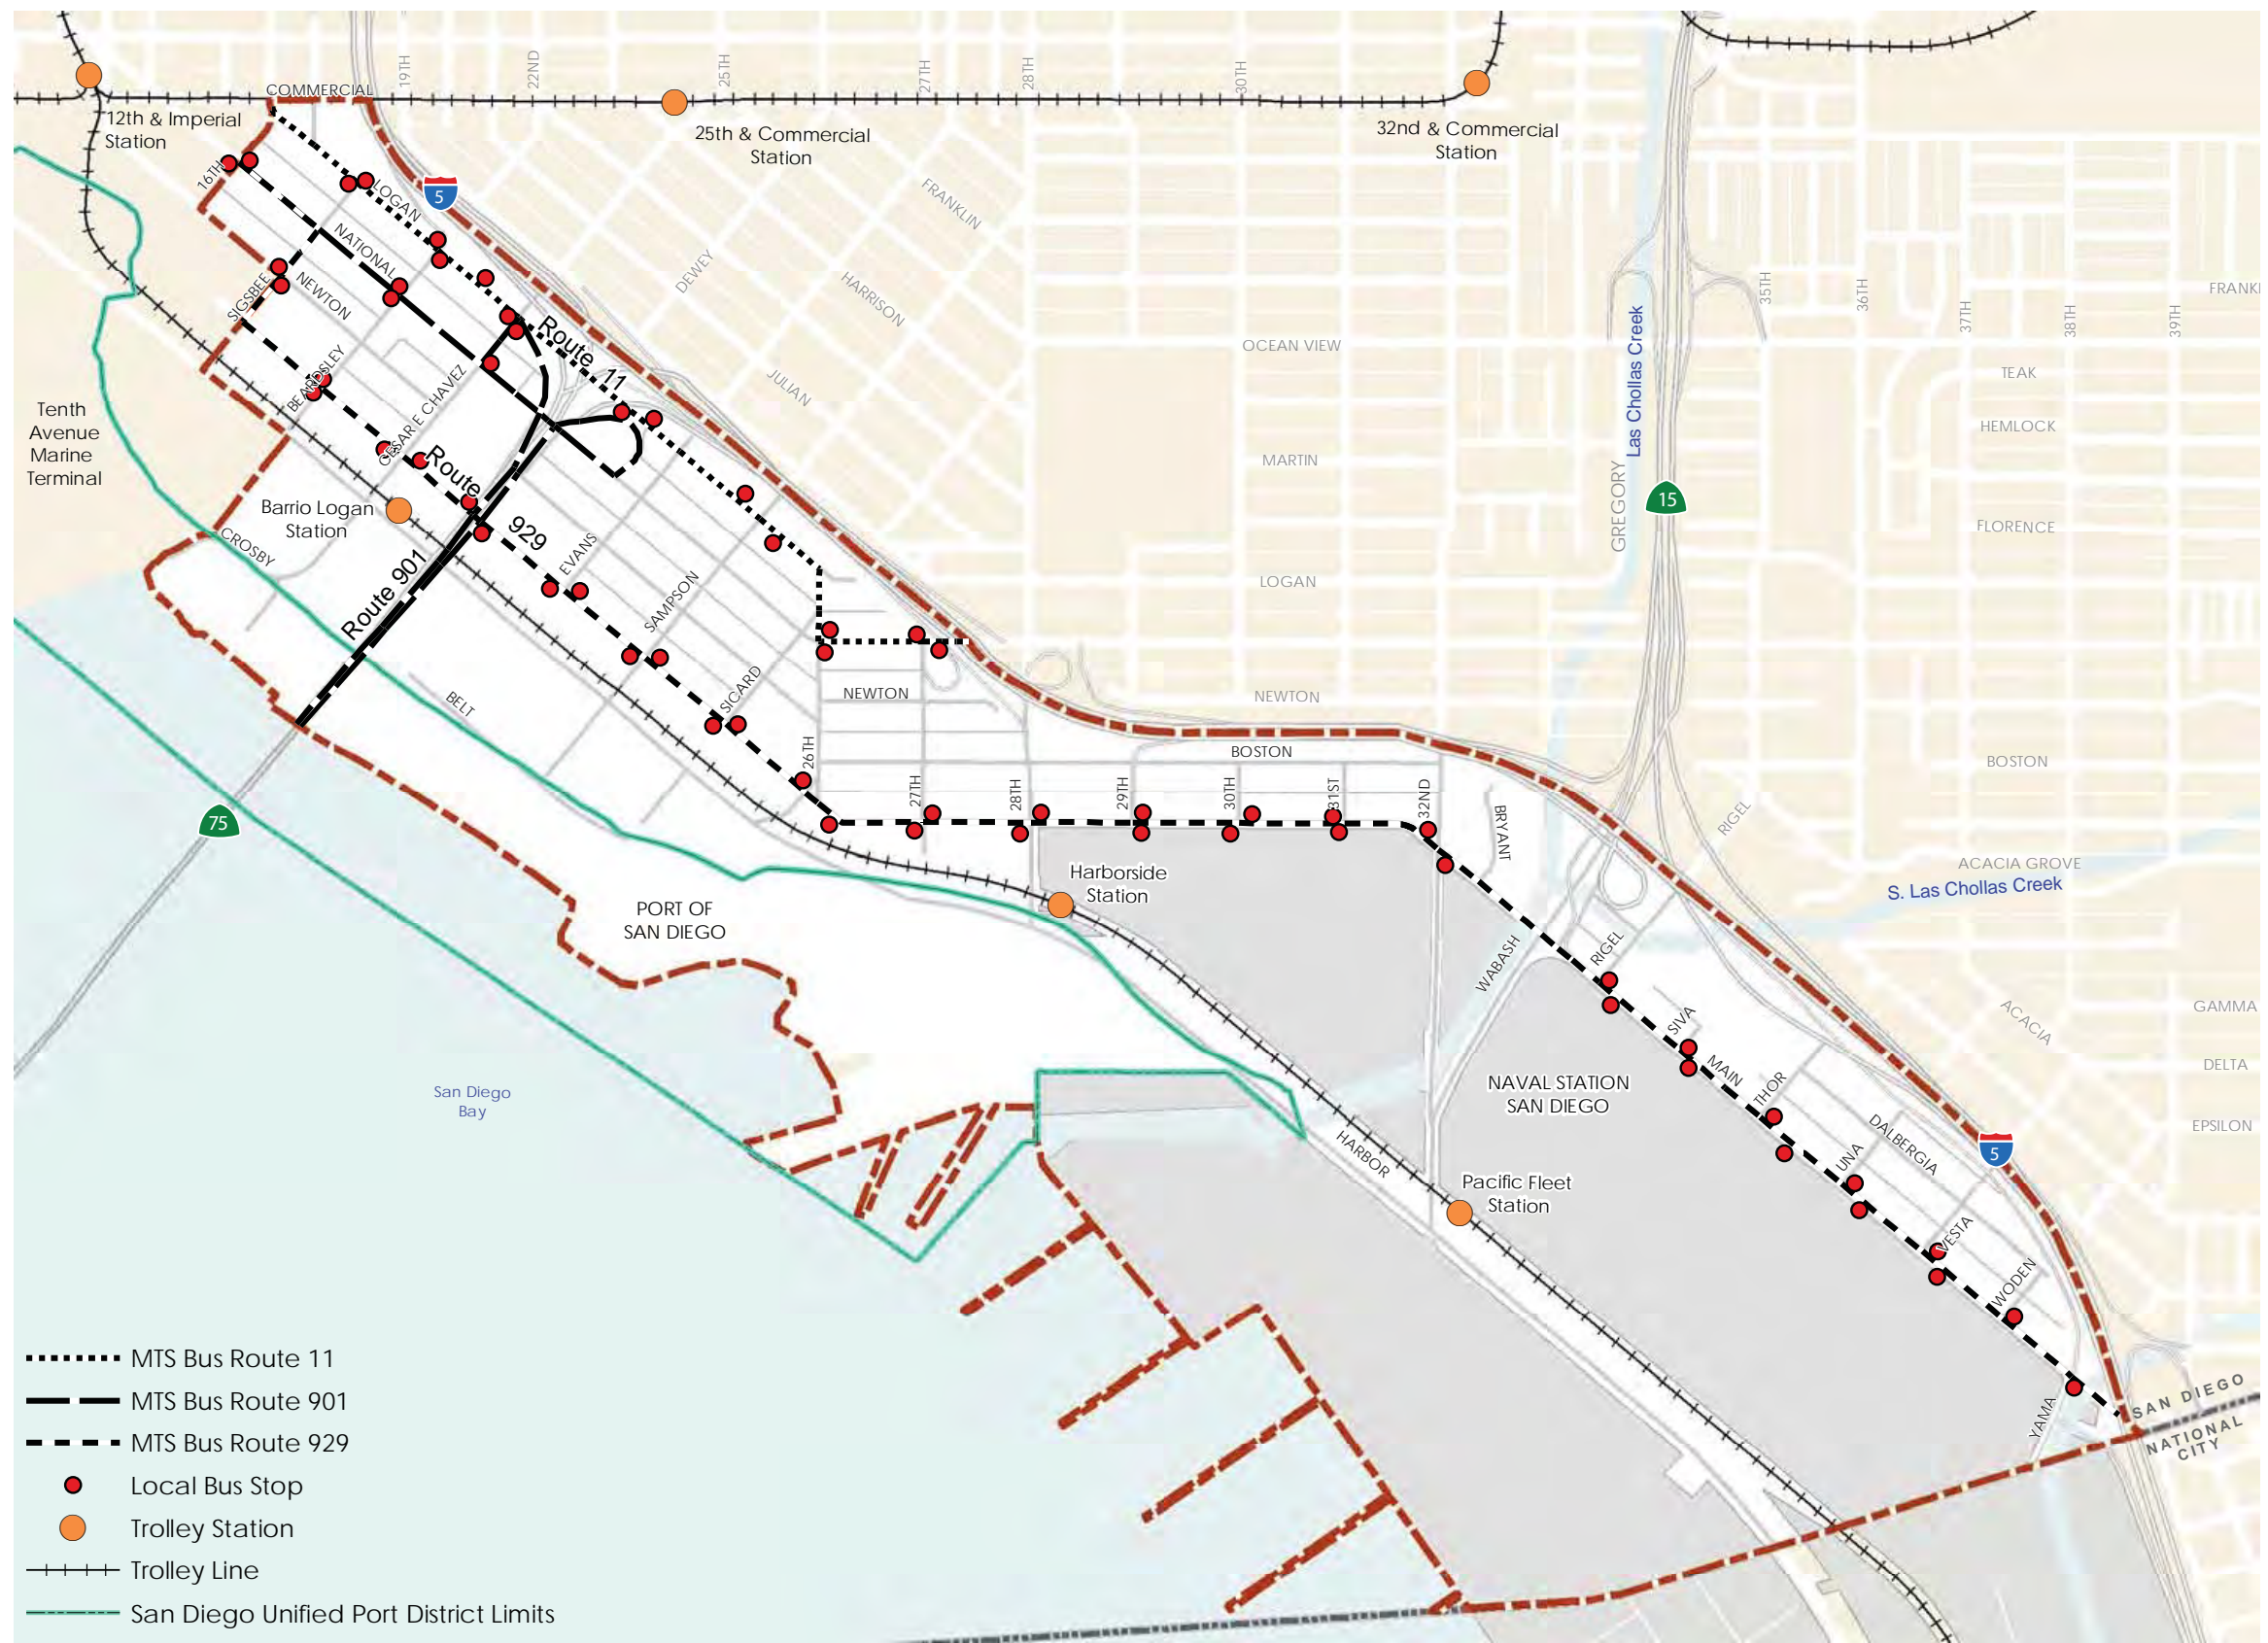 19TH
22ND
25TH
27TH
28TH
30TH
COMMERCIAL
12th & Imperial
Station
25th & Commercial
Station
32nd & Commercial
Station
16TH
LOGAN
5
FRANKLIN
DEWEY
HARRISON
JULIAN
NATIONAL
SIGSBEE
NEWTON
BEARDSLEY
CESAR E CHAVEZ
Route 11
OCEAN VIEW
MARTIN
LOGAN
NEWTON
Las Chollas Creek
GREGORY
15
35TH
36TH
37TH
38TH
39TH
FRANKL
TEAK
HEMLOCK
FLORENCE
BOSTON
ACACIA GROVE
S. Las Chollas Creek
RIGEL
ACACIA
GAMMA
DELTA
EPSILON
Tenth
Avenue
Marine
Terminal
Barrio Logan
Station
CROSBY
Route 929
Route 901
EVANS
SAMPSON
SICARD
BELT
NEWTON
26TH
BOSTON
27TH
28TH
29TH
30TH
31ST
32ND
BRYANT
75
Harborside
Station
PORT OF
SAN DIEGO
WABASH
RIGEL
SIVA
MAIN
THOR
UNA
DALBERGIA
VESTA
WODEN
YAMA
5
NAVAL STATION
SAN DIEGO
HARBOR
Pacific Fleet
Station
San Diego
Bay
SAN DIEGO
NATIONAL
CITY
MTS Bus Route 11
MTS Bus Route 901
MTS Bus Route 929
Local Bus Stop
Trolley Station
Trolley Line
San Diego Unified Port District Limits